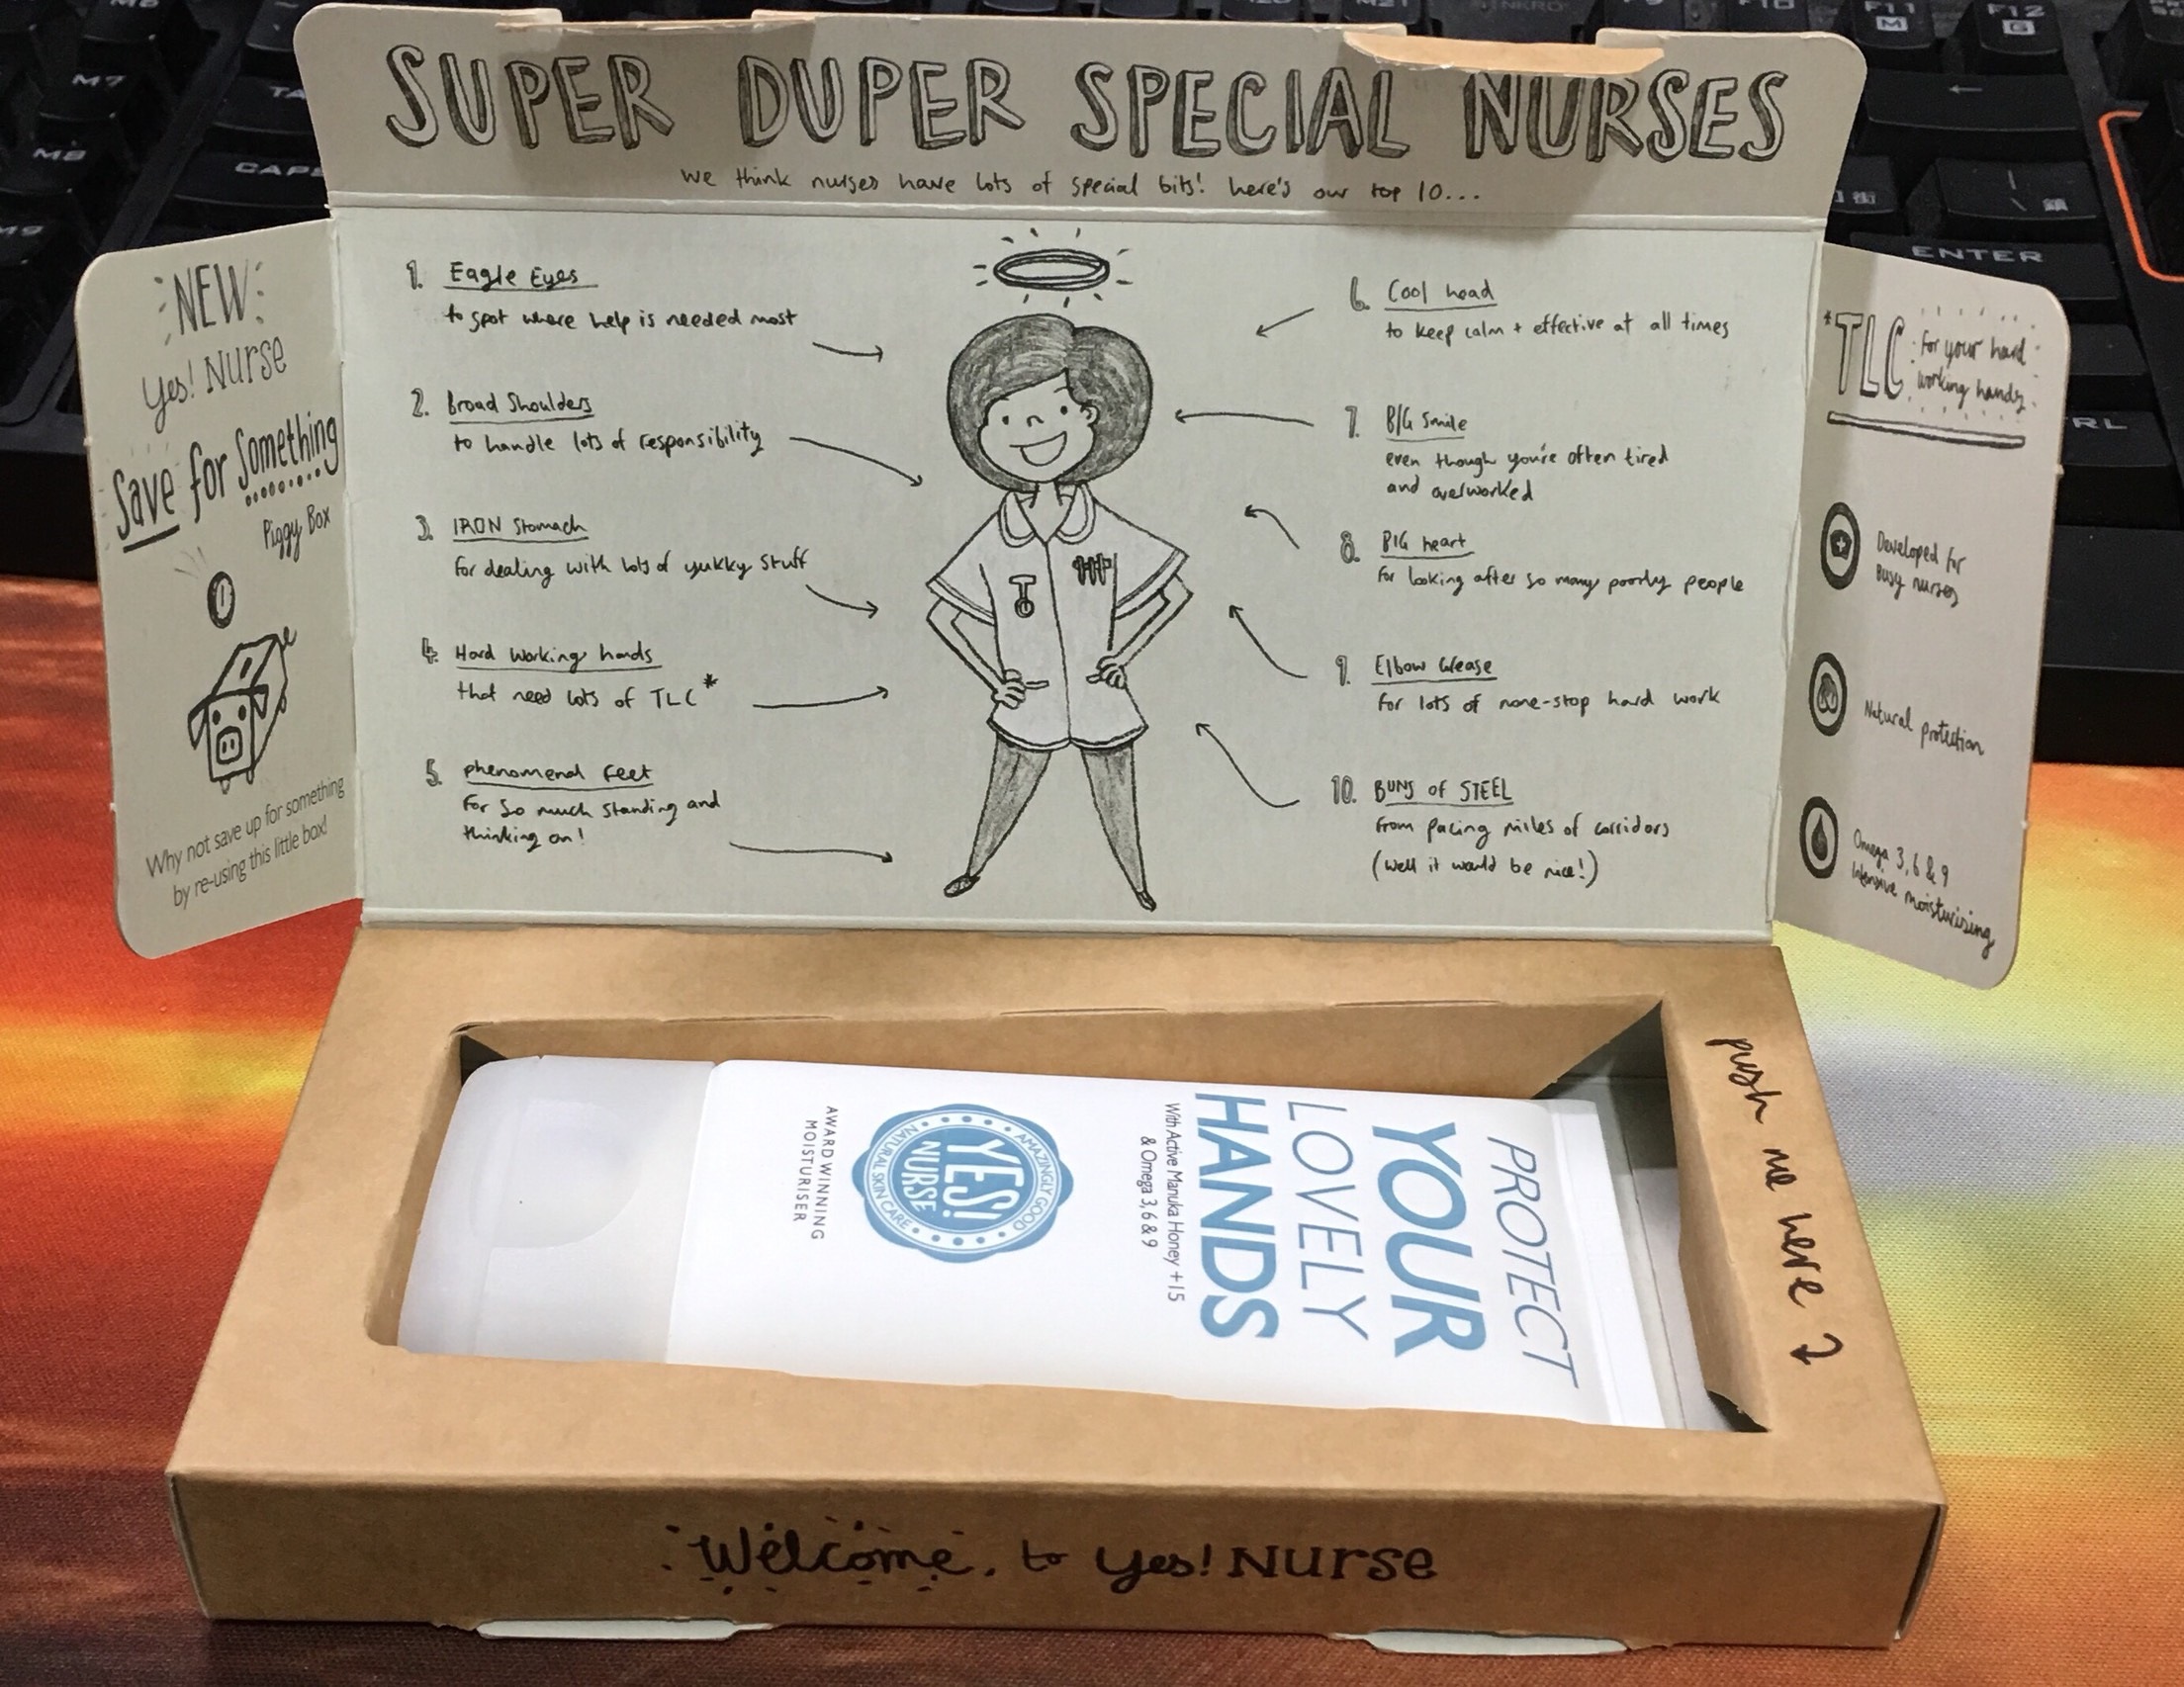 SUPER DUPER SPECIAL NURSES
We think nurses have lots of special bits! here's our top 10...
NEW
Yes! Nurse
Save for Something
Piggy Box
Why not save up for something
by re-using this little box!
1. Eagle Eyes
to spot where help is needed most
2. Broad Shoulders
to handle lots of responsibility
3. IRON Stomach
for dealing with lots of yukky stuff
4. Hard working hands
that need lots of TLC*
5. phenomenal feet
for so much standing and
thinking on!
6. Cool head
to keep calm + effective at all times
7. BIG smile
even though you're often tired
and overworked
8. BIG heart
for looking after so many poorly people
9. Elbow Grease
for lots of none-stop hard work
10. BUNS of STEEL
from pacing miles of corridors
(well it would be nice!)
*TLC for your hard
working hands
Developed for
Busy nurses
Natural protection
Omega 3, 6 & 9
Intensive moisturising
push me here
PROTECT
YOUR
LOVELY
HANDS
With Active Manuka Honey +15
& Omega 3, 6 & 9
AMAZINGLY GOOD
YES!
NURSE
NATURAL SKIN CARE
AWARD WINNING
MOISTURISER
Welcome to Yes! Nurse
M7
M8
M9
CAPS
F11
M
F12
G
←
ENTER